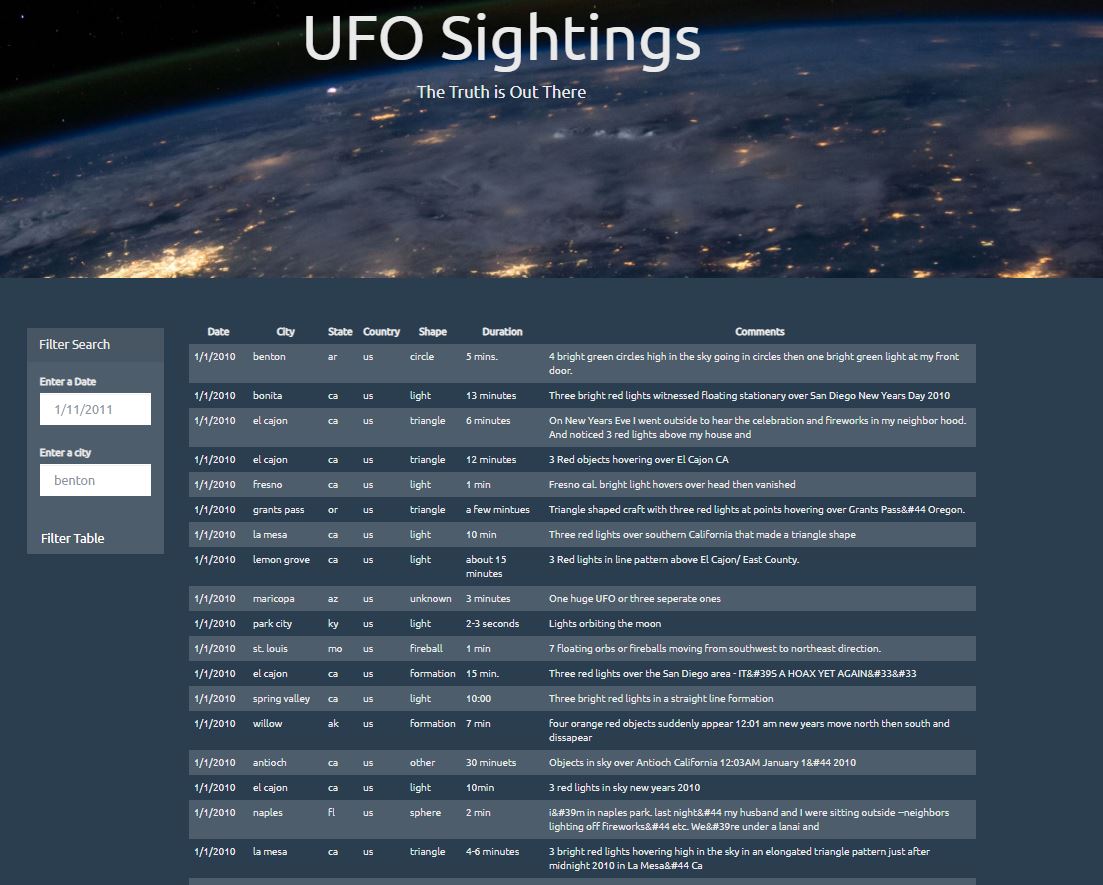 UFO Sightings
The Truth is Out There
Filter Search
Enter a Date
1/11/2011
Enter a city
benton
Filter Table
Date City State Country Shape Duration Comments
1/1/2010 benton ar us circle 5 mins. 4 bright green circles high in the sky going in circles then one bright green light at my front
door.
1/1/2010 bonita ca us light 13 minutes Three bright red lights witnessed floating stationary over San Diego New Years Day 2010
1/1/2010 el cajon ca us triangle 6 minutes On New Years Eve I went outside to hear the celebration and fireworks in my neighbor hood.
And noticed 3 red lights above my house and
1/1/2010 el cajon ca us triangle 12 minutes 3 Red objects hovering over El Cajon CA
1/1/2010 fresno ca us light 1 min Fresno cal. bright light hovers over head then vanished
1/1/2010 grants pass or us triangle a few mintues Triangle shaped craft with three red lights at points hovering over Grants Pass&#44 Oregon.
1/1/2010 la mesa ca us light 10 min Three red lights over southern California that made a triangle shape
1/1/2010 lemon grove ca us light about 15 3 Red lights in line pattern above El Cajon/ East County.
minutes
1/1/2010 maricopa az us unknown 3 minutes One huge UFO or three seperate ones
1/1/2010 park city ky us light 2-3 seconds Lights orbiting the moon
1/1/2010 st. louis mo us fireball 1 min 7 floating orbs or fireballs moving from southwest to northeast direction.
1/1/2010 el cajon ca us formation 15 min. Three red lights over the San Diego area - IT&#39S A HOAX YET AGAIN&#33&#33
1/1/2010 spring valley ca us light 10:00 Three bright red lights in a straight line formation
1/1/2010 willow ak us formation 7 min four orange red objects suddenly appear 12:01 am new years move north then south and
dissapear
1/1/2010 antioch ca us other 30 minuets Objects in sky over Antioch California 12:03AM January 1&#44 2010
1/1/2010 el cajon ca us light 10min 3 red lights in sky new years 2010
1/1/2010 naples fl us sphere 2 min i&#39m in naples park. last night&#44 my husband and I were sitting outside --neighbors
lighting off fireworks&#44 etc. We&#39re under a lanai and
1/1/2010 la mesa ca us triangle 4-6 minutes 3 bright red lights hovering high in the sky in an elongated triangle pattern just after
midnight 2010 in La Mesa&#44 Ca